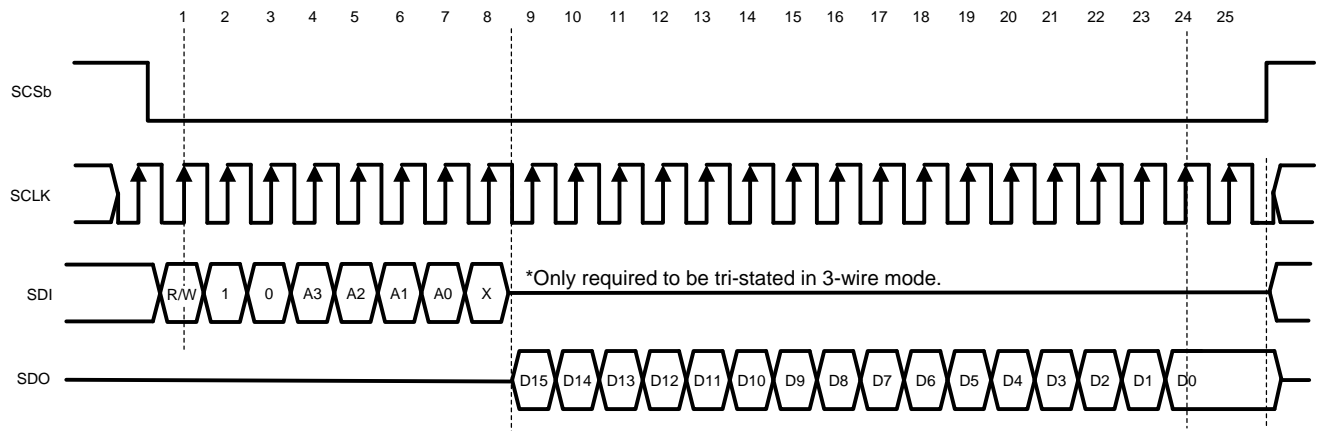 1 2 3 4 5 6 7 8 9 10 11 12 13 14 15 16 17 18 19 20 21 22 23 24 25
SCSb
SCLK
SDI R/W 1 0 A3 A2 A1 A0 X *Only required to be tri-stated in 3-wire mode.
SDO D15 D14 D13 D12 D11 D10 D9 D8 D7 D6 D5 D4 D3 D2 D1 D0